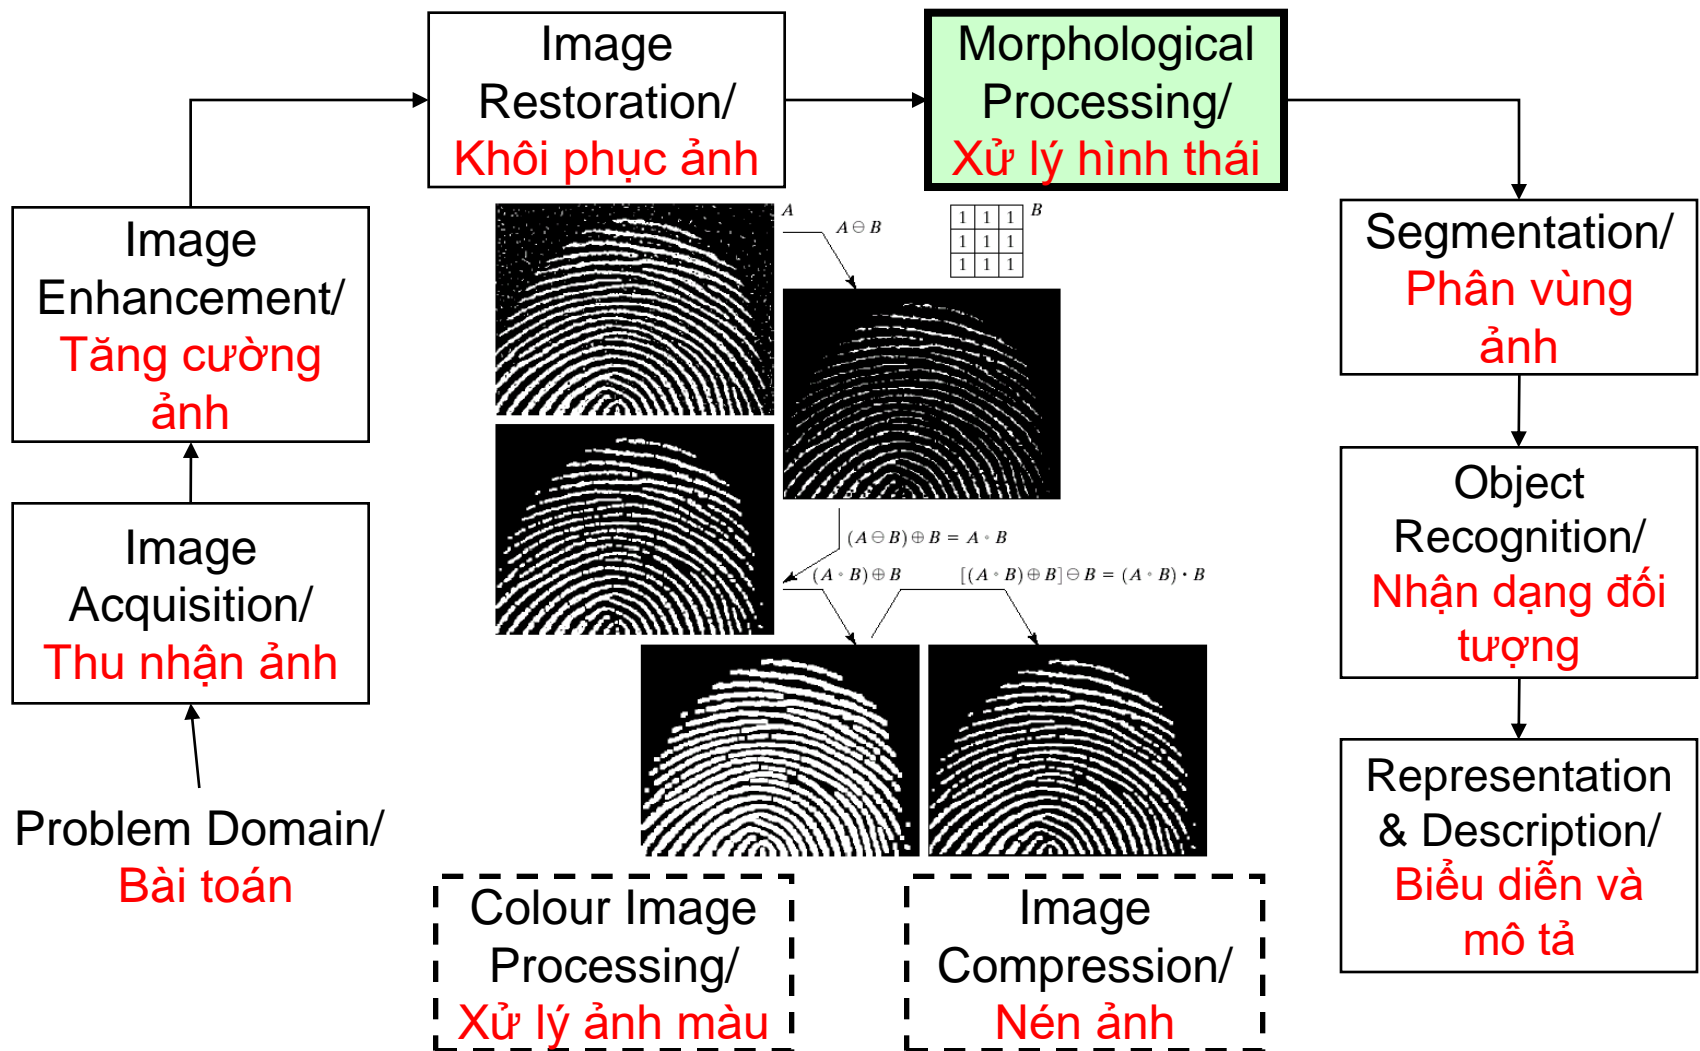 Image
Restoration/
Khôi phục ảnh
Morphological
Processing/
Xử lý hình thái
Image
Enhancement/
Tăng cường
ảnh
Segmentation/
Phân vùng
ảnh
A
A ⊖ B
1 1 1
1 1 1
1 1 1
B
Image
Acquisition/
Thu nhận ảnh
Object
Recognition/
Nhận dạng đối
tượng
(A ⊖ B) ⊕ B = A ∘ B
(A ∘ B) ⊕ B
[(A ∘ B) ⊕ B] ⊖ B = (A ∘ B) • B
Problem Domain/
Bài toán
Representation
& Description/
Biểu diễn và
mô tả
Colour Image
Processing/
Xử lý ảnh màu
Image
Compression/
Nén ảnh